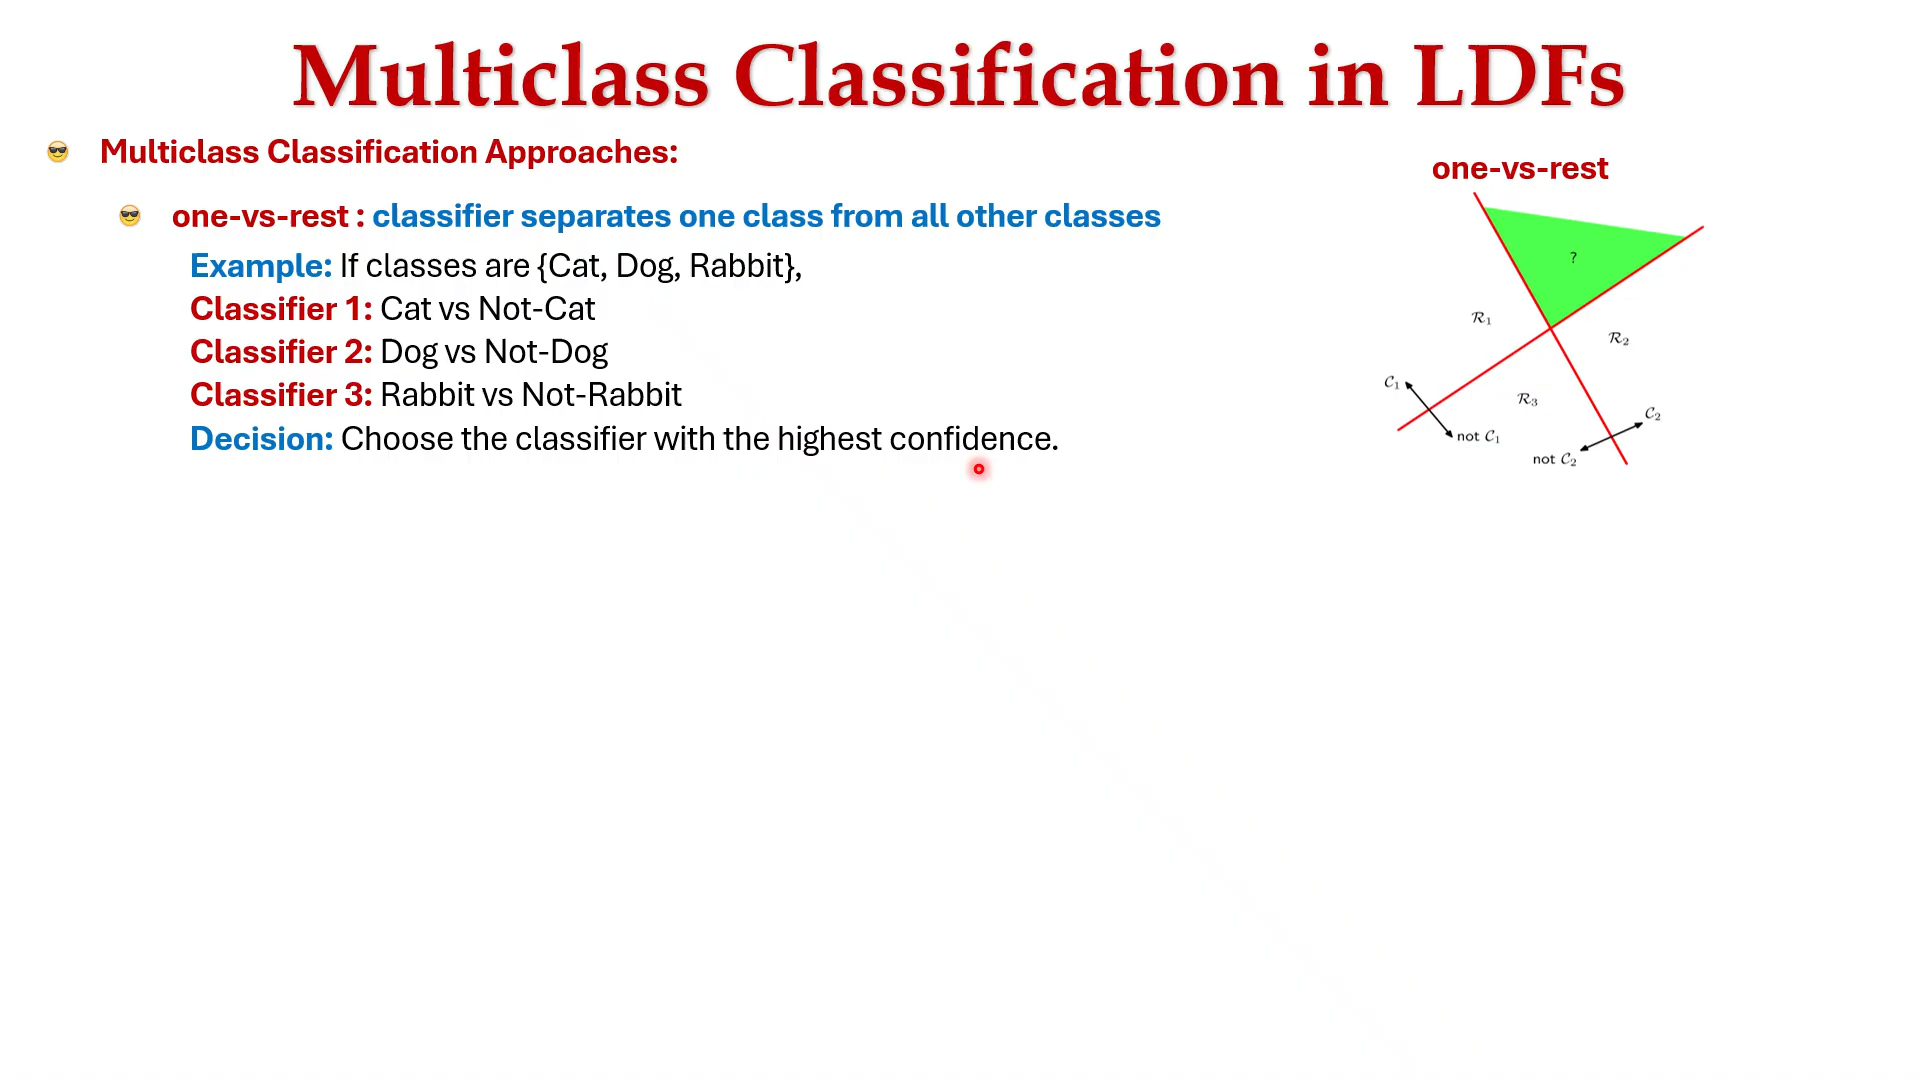 Multiclass Classification in LDFs
Multiclass Classification Approaches:
one-vs-rest : classifier separates one class from all other classes
Example: If classes are {Cat, Dog, Rabbit},
Classifier 1: Cat vs Not-Cat
Classifier 2: Dog vs Not-Dog
Classifier 3: Rabbit vs Not-Rabbit
Decision: Choose the classifier with the highest confidence.
one-vs-rest
?
R₁
R₂
C₁
R₃
C₂
not C₁
not C₂